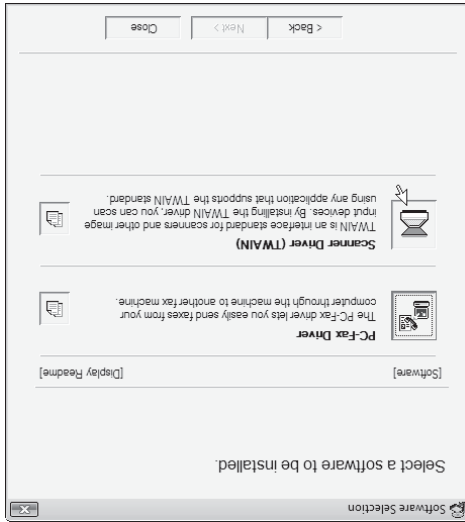 Software Selection
Select a software to be installed.
[Software] [Display Readme]
PC-Fax Driver
The PC-Fax driver lets you easily send faxes from your
computer through the machine to another fax machine.
Scanner Driver (TWAIN)
TWAIN is an interface standard for scanners and other image
input devices. By installing the TWAIN driver, you can scan
using any application that supports the TWAIN standard.
< Back Next > Close